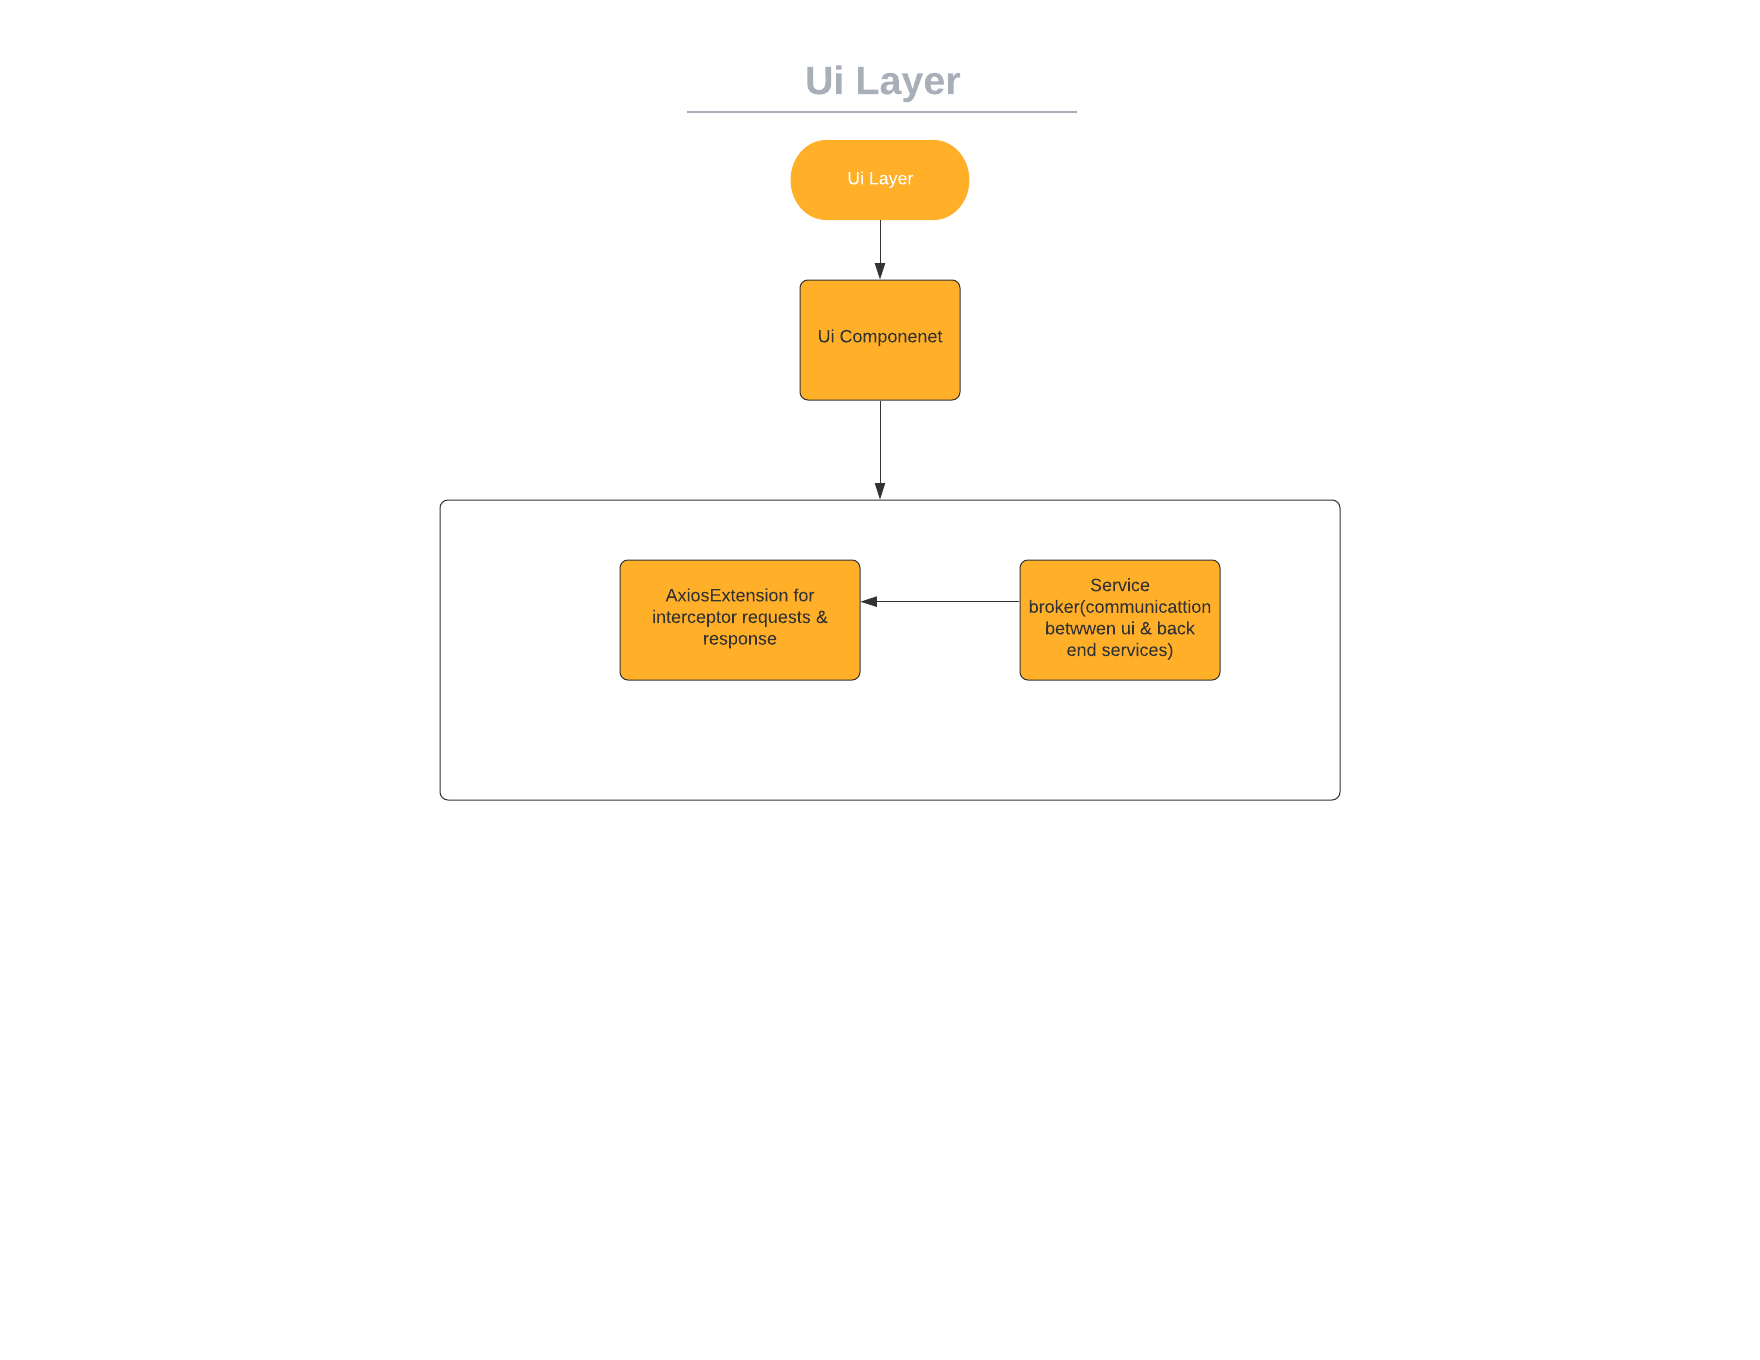 Ui Layer
Ui Layer
Ui Componenet
AxiosExtension for
interceptor requests &
response
Service
broker(communicattion
betwwen ui & back
end services)